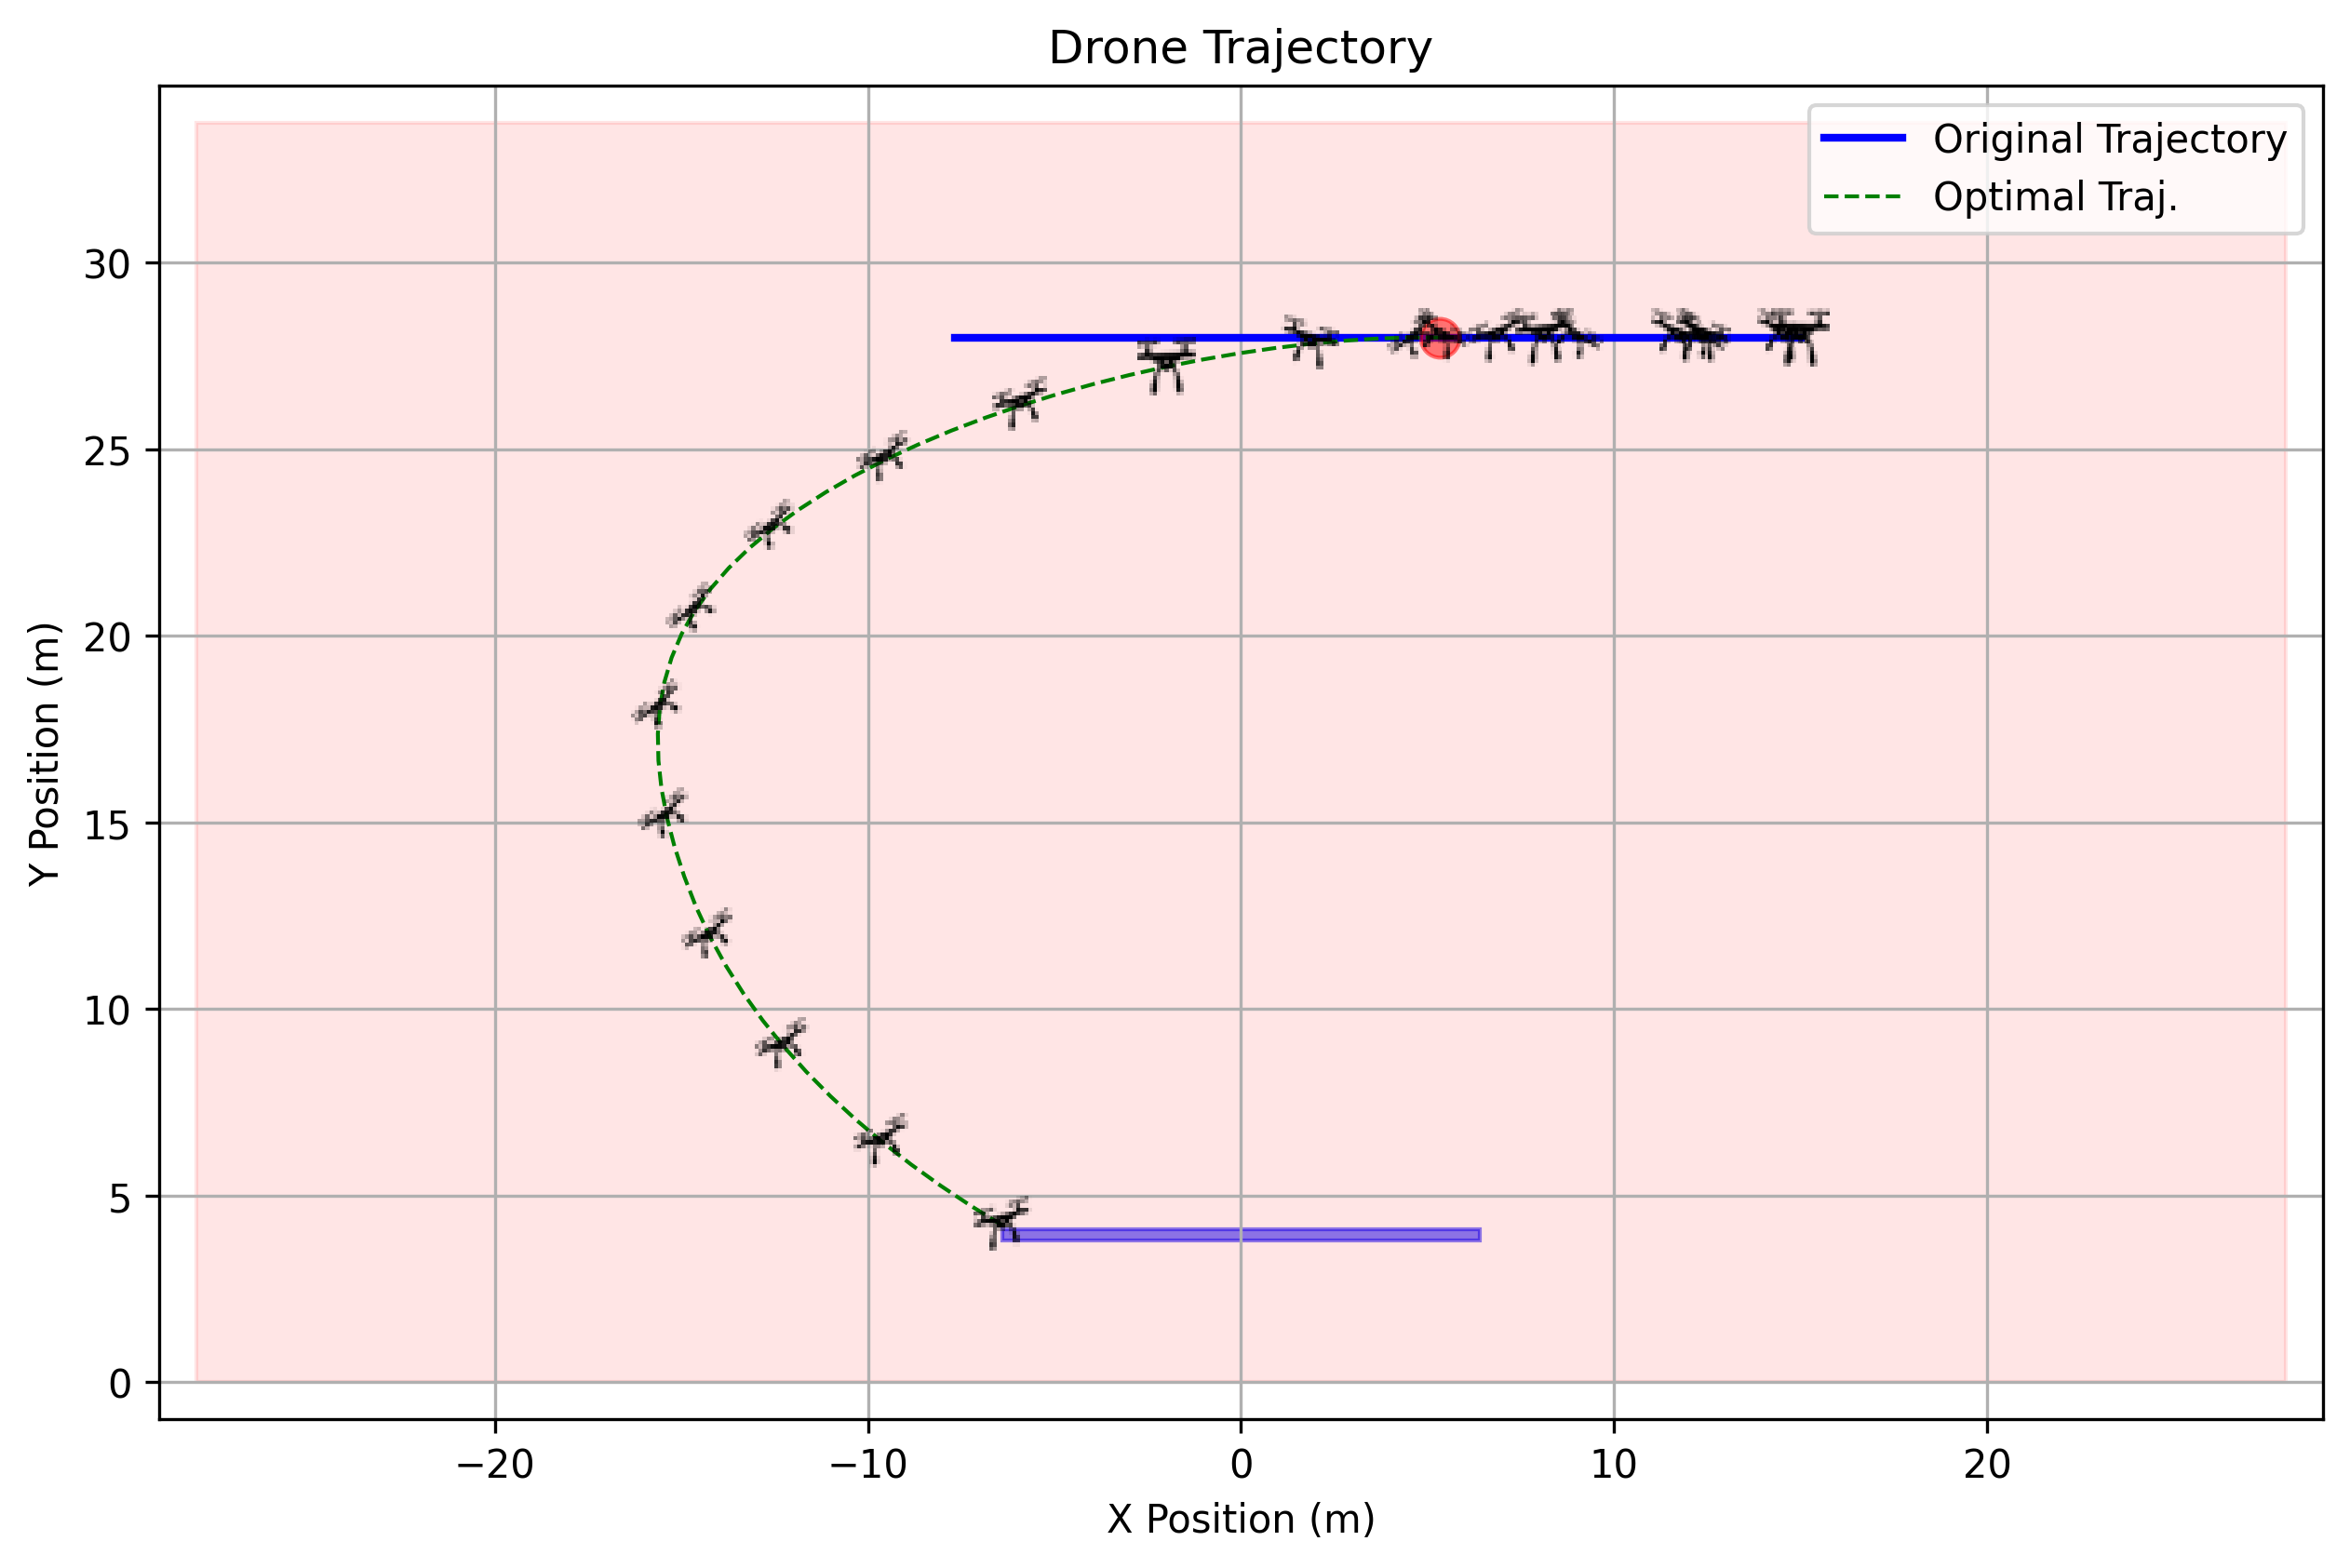 Drone Trajectory
Original Trajectory
Optimal Traj.
30
25
20
15
10
5
0
Y Position (m)
−20
−10
0
10
20
X Position (m)